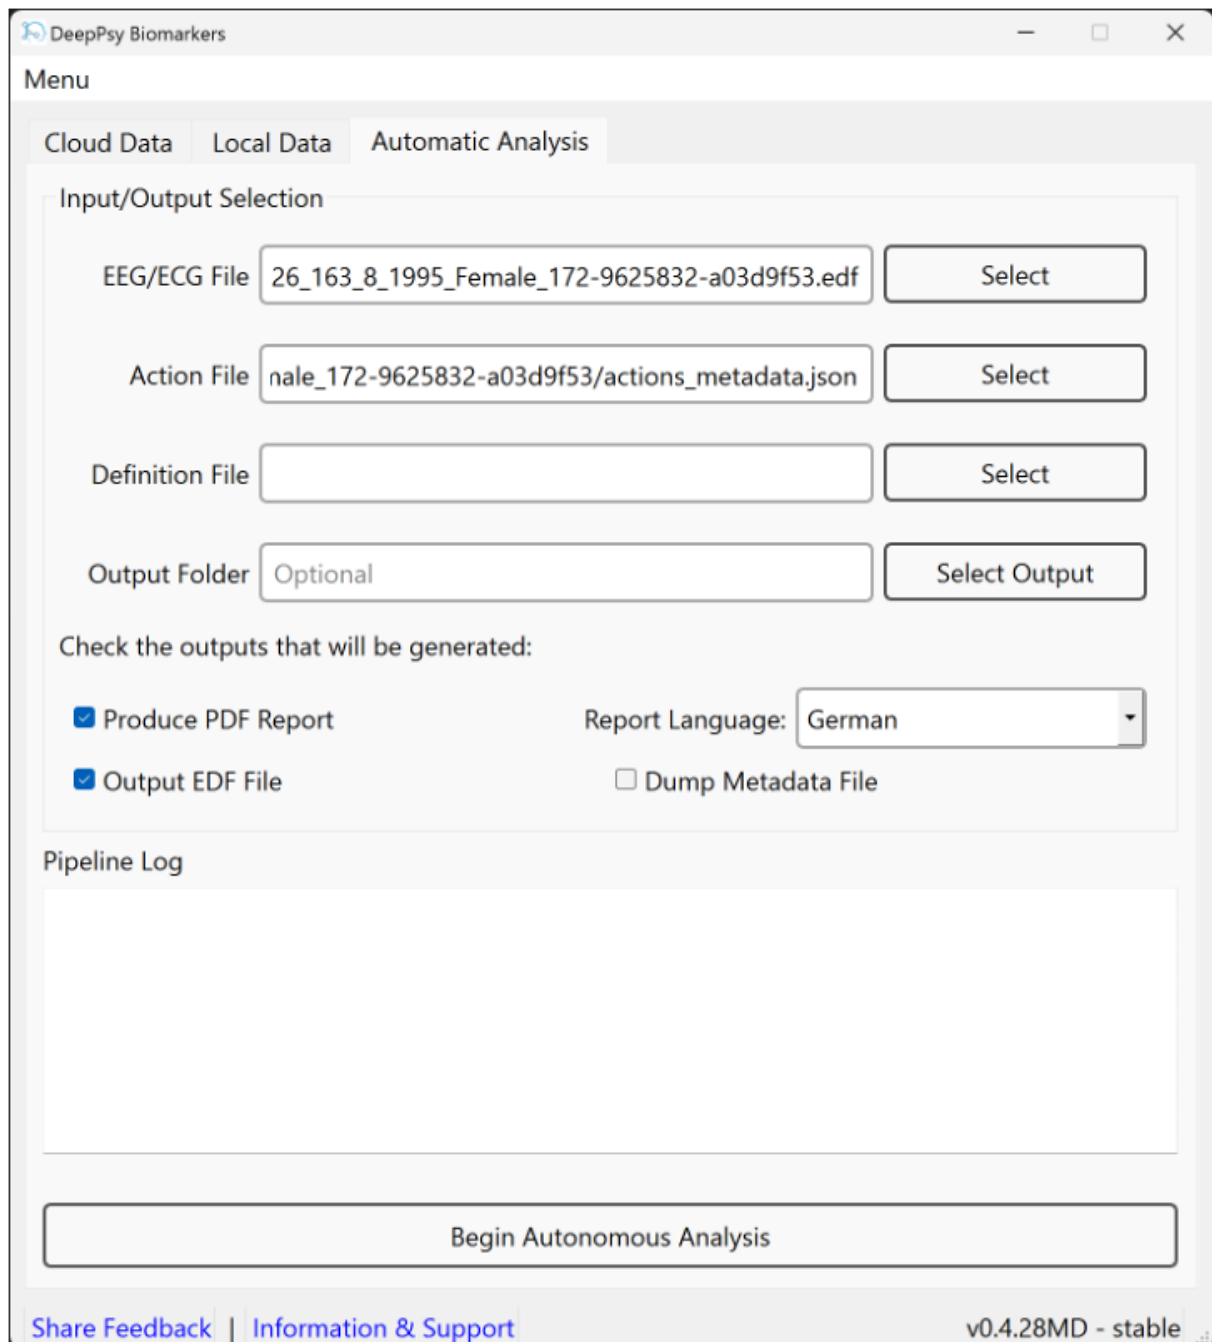 DeepPsy Biomarkers
Menu
Cloud Data Local Data Automatic Analysis
Input/Output Selection
EEG/ECG File 26_163_8_1995_Female_172-9625832-a03d9f53.edf Select
Action File male_172-9625832-a03d9f53/actions_metadata.json Select
Definition File Select
Output Folder Optional Select Output
Check the outputs that will be generated:
Produce PDF Report Report Language: German
Output EDF File Dump Metadata File
Pipeline Log
Begin Autonomous Analysis
Share Feedback | Information & Support v0.4.28MD - stable